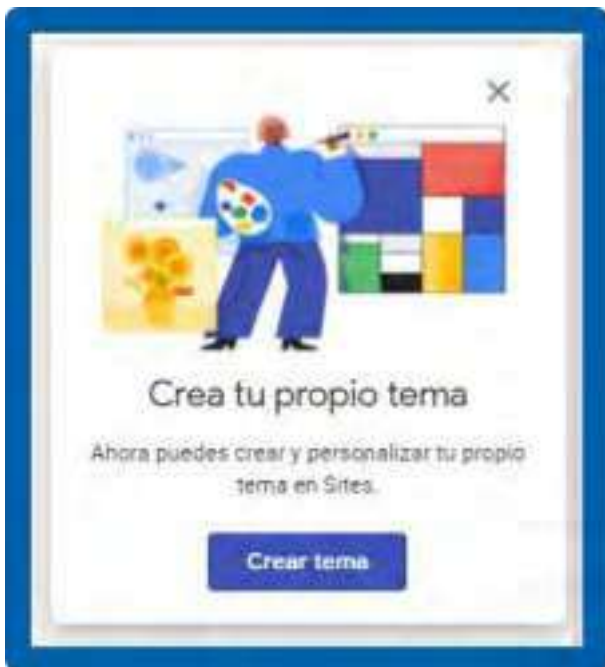 Crea tu propio tema
Ahora puedes crear y personalizar tu propio
tema en Sites.
Crear tema